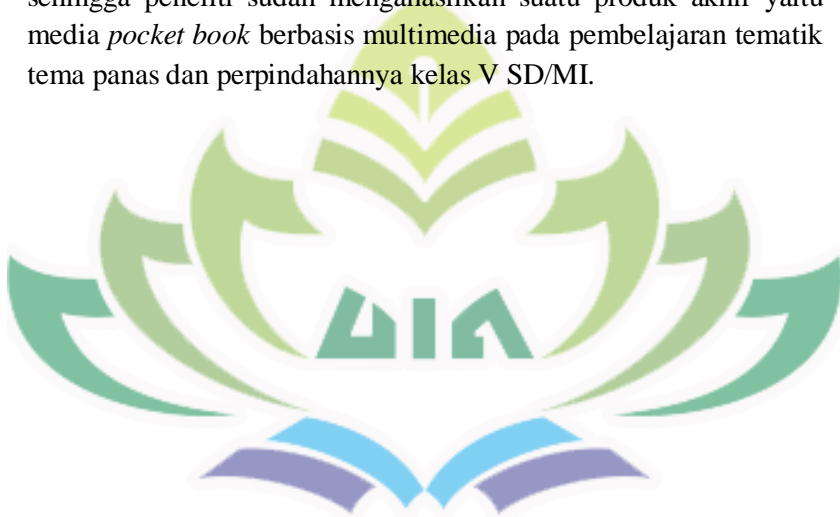 sehingga peneliti sudah menghasilkan suatu produk akhir yaitu
media pocket book berbasis multimedia pada pembelajaran tematik
tema panas dan perpindahannya kelas V SD/MI.
UIN